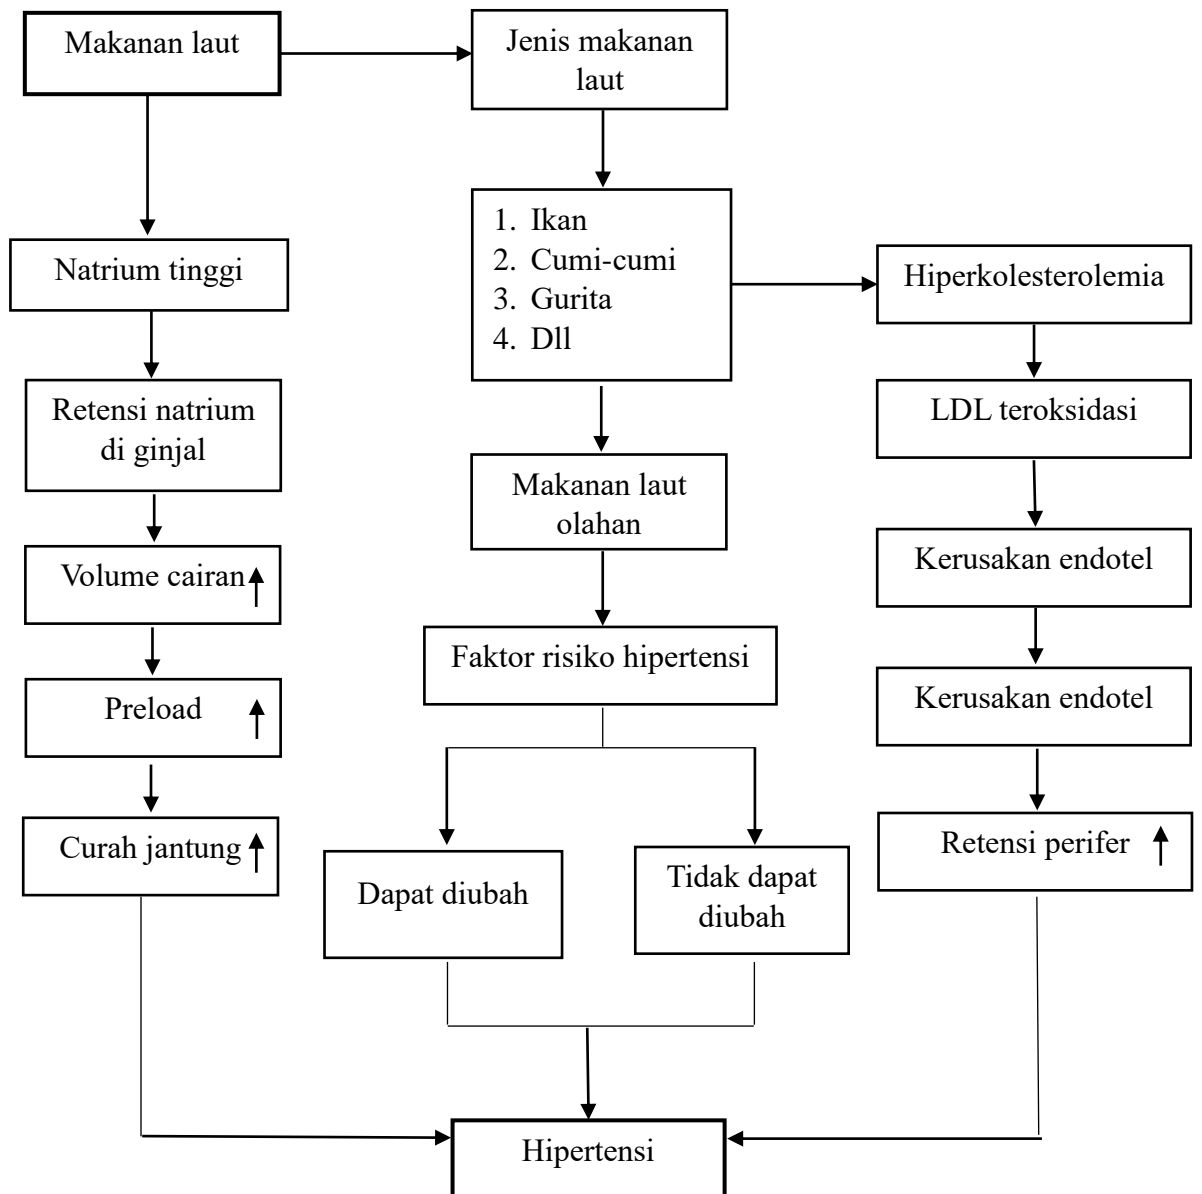 Makanan laut
Jenis makanan
laut
1. Ikan
2. Cumi-cumi
3. Gurita
4. Dll
Natrium tinggi
Hiperkolesterolemia
Retensi natrium
di ginjal
LDL teroksidasi
Makanan laut
olahan
Volume cairan
Kerusakan endotel
Faktor risiko hipertensi
Preload
Kerusakan endotel
Curah jantung
Retensi perifer
Dapat diubah
Tidak dapat
diubah
Hipertensi